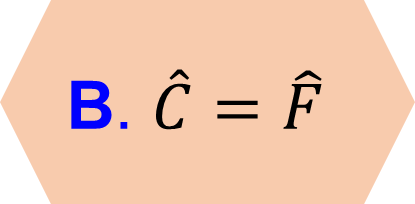 B. Ĉ = F̂